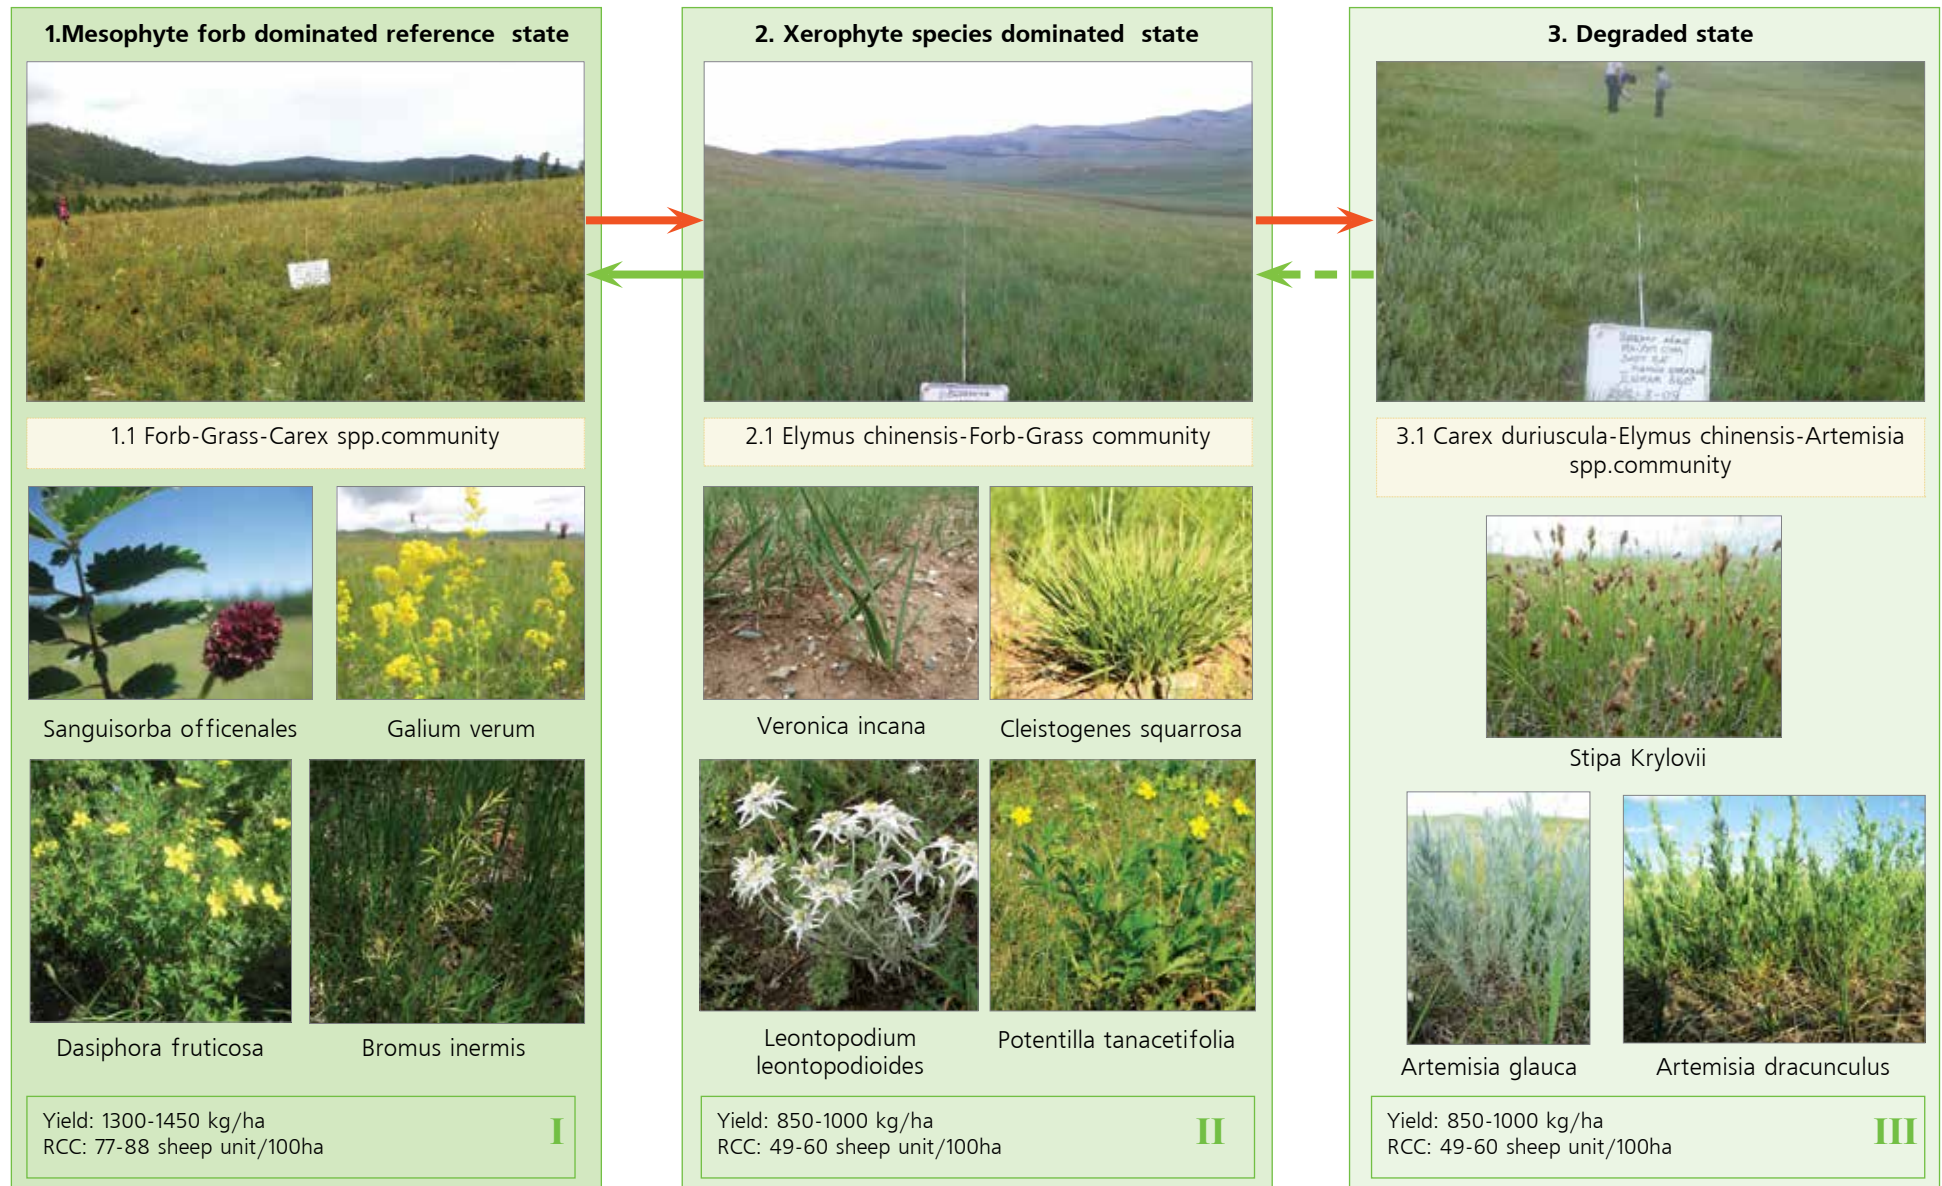 1.Mesophyte forb dominated reference state
1.1 Forb-Grass-Carex spp.community
Sanguisorba officenales
Galium verum
Dasiphora fruticosa
Bromus inermis
Yield: 1300-1450 kg/ha
RCC: 77-88 sheep unit/100ha
I
2. Xerophyte species dominated state
2.1 Elymus chinensis-Forb-Grass community
Veronica incana
Cleistogenes squarrosa
Leontopodium
leontopodioides
Potentilla tanacetifolia
Yield: 850-1000 kg/ha
RCC: 49-60 sheep unit/100ha
II
3. Degraded state
3.1 Carex duriuscula-Elymus chinensis-Artemisia
spp.community
Stipa Krylovii
Artemisia glauca
Artemisia dracunculus
Yield: 850-1000 kg/ha
RCC: 49-60 sheep unit/100ha
III